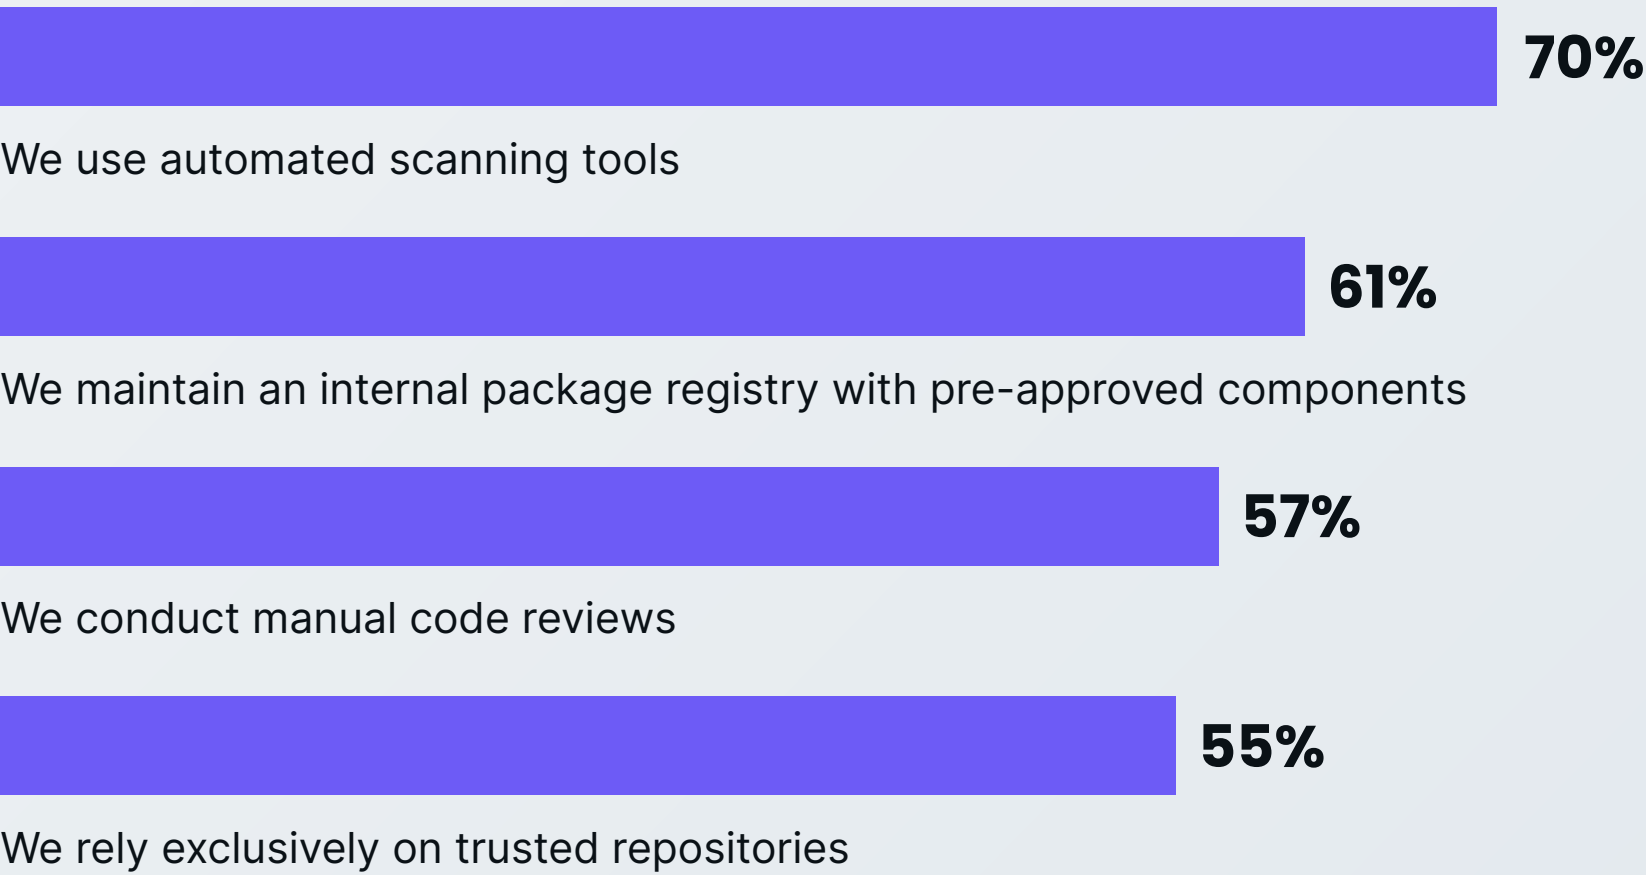 70%
We use automated scanning tools
61%
We maintain an internal package registry with pre-approved components
57%
We conduct manual code reviews
55%
We rely exclusively on trusted repositories